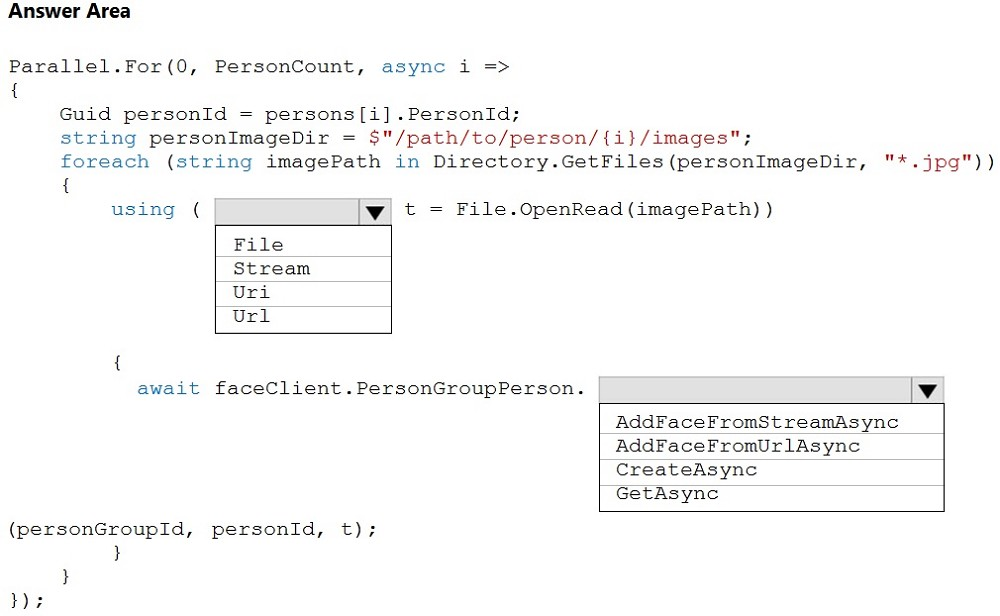 Answer Area
Parallel.For(0, PersonCount, async i =>
{
Guid personId = persons[i].PersonId;
string personImageDir = $"/path/to/person/{i}/images";
foreach (string imagePath in Directory.GetFiles(personImageDir, "*.jpg"))
{
using ( t = File.OpenRead(imagePath))
File
Stream
Uri
Url
{
await faceClient.PersonGroupPerson.
AddFaceFromStreamAsync
AddFaceFromUrlAsync
CreateAsync
GetAsync
(personGroupId, personId, t);
}
}
});